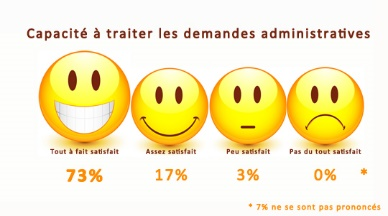 Capacité à traiter les demandes administratives
Tout à fait satisfait Assez satisfait Peu satisfait Pas du tout satisfait
73% 17% 3% 0% *
* 7% ne se sont pas prononcés